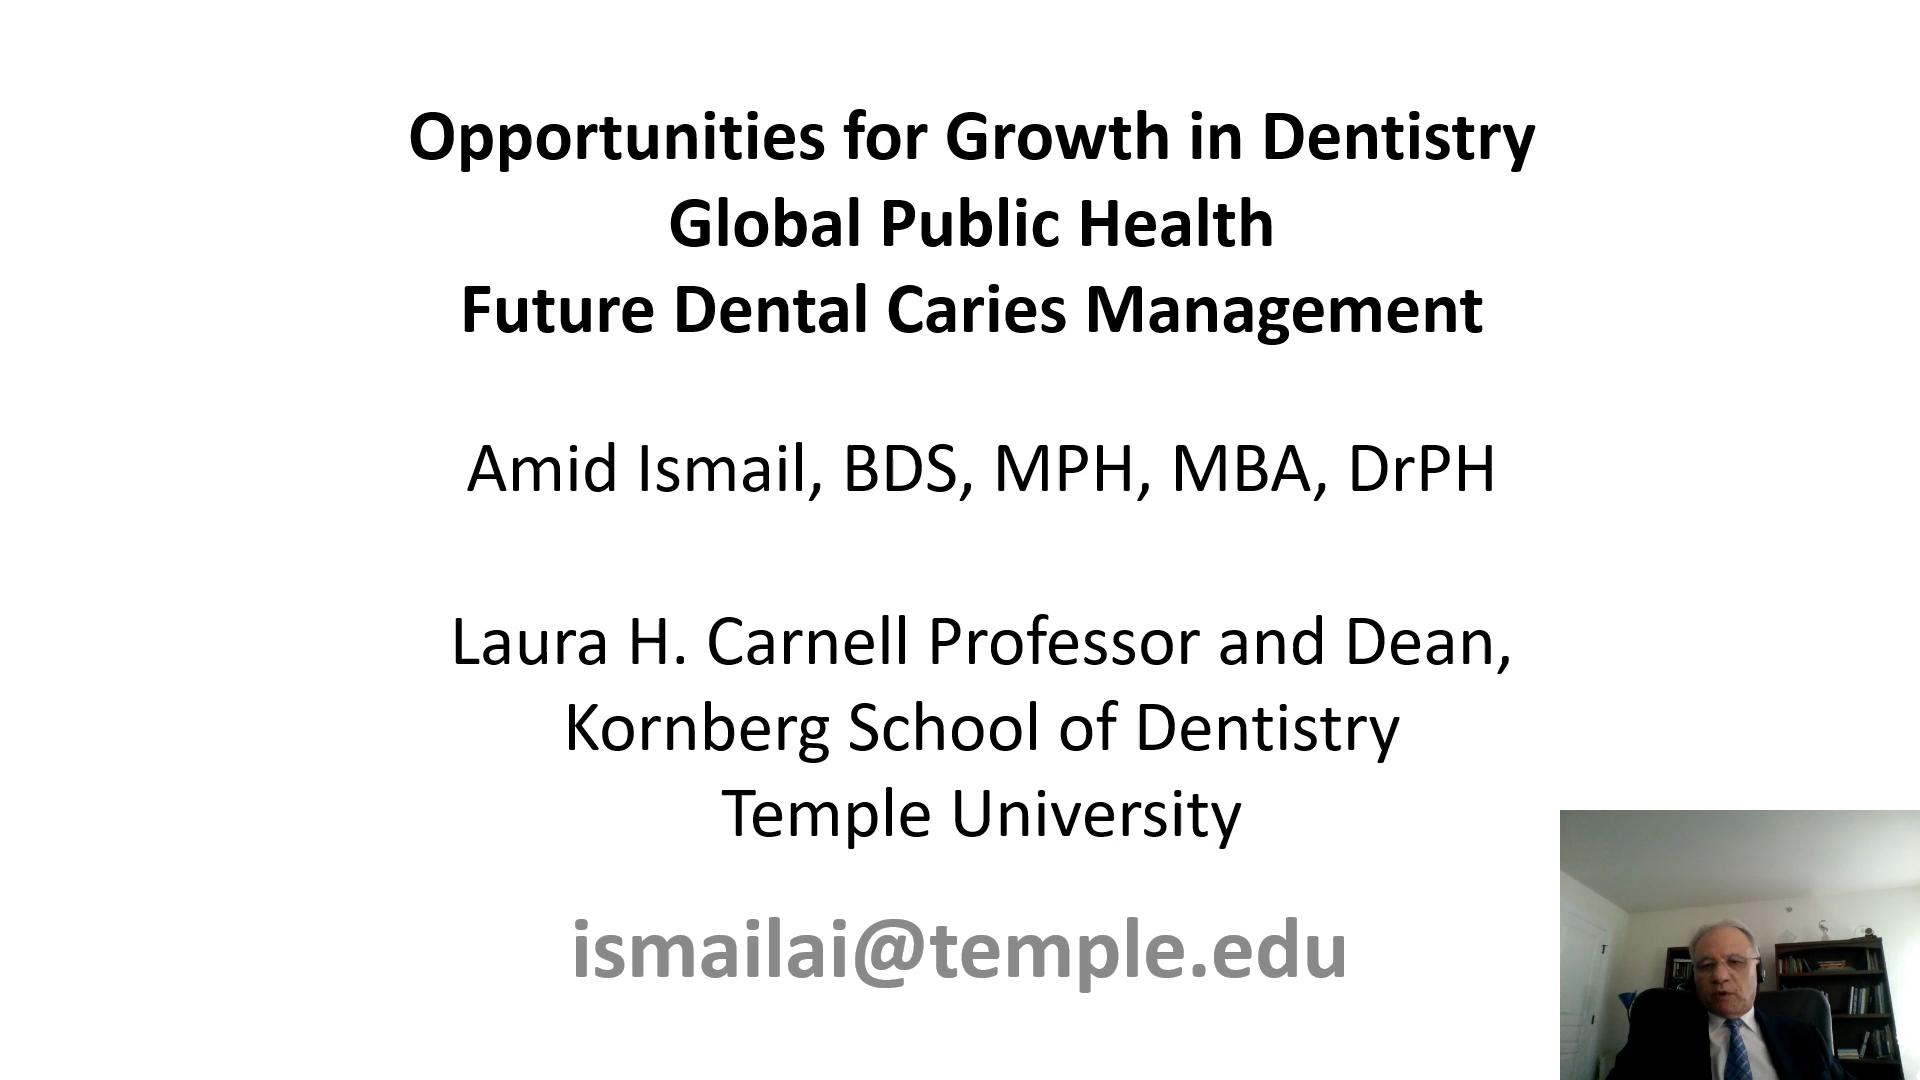 Opportunities for Growth in Dentistry
Global Public Health
Future Dental Caries Management
Amid Ismail, BDS, MPH, MBA, DrPH
Laura H. Carnell Professor and Dean,
Kornberg School of Dentistry
Temple University
ismailai@temple.edu